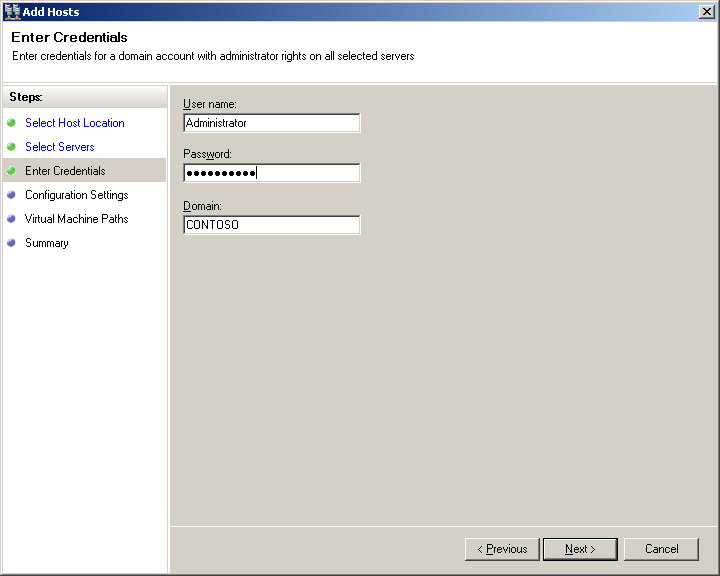 Add Hosts
Enter Credentials
Enter credentials for a domain account with administrator rights on all selected servers
Steps:
Select Host Location
Select Servers
Enter Credentials
Configuration Settings
Virtual Machine Paths
Summary
User name:
Administrator
Password:
●●●●●●●●●●
Domain:
CONTOSO
< Previous
Next >
Cancel